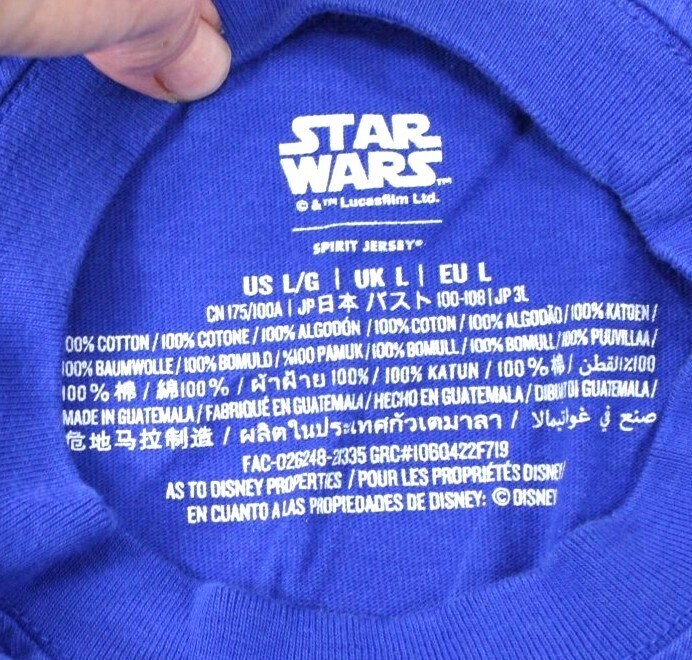 STAR
WARS™
© & ™ Lucasfilm Ltd.
SPIRIT JERSEY®
US L/G | UK L | EU L
CN 175/100A | JP日本 バスト 100-108 | JP 3L
100% COTTON / 100% COTONE / 100% ALGODÓN / 100% COTON / 100% ALGODÃO / 100% KATOEN /
100% BAUMWOLLE / 100% BOMULD / %100 PAMUK / 100% BOMULL / 100% BOMULL / 100% PUUVILLAA /
100% 棉 / 綿100% / ผ้าฝ้าย 100% / 100% KATUN / 100% 棉 / القطن٪100
MADE IN GUATEMALA / FABRIQUÉ EN GUATEMALA / HECHO EN GUATEMALA / DIBUAT DI GUATEMALA /
危地马拉制造 / ผลิตในประเทศกัวเตมาลา / صنع في غواتيمالا
FAC-026248-21335 GRC#1060422F719
AS TO DISNEY PROPERTIES / POUR LES PROPRIÉTÉS DISNEY/
EN CUANTO A LAS PROPIEDADES DE DISNEY: © DISNEY